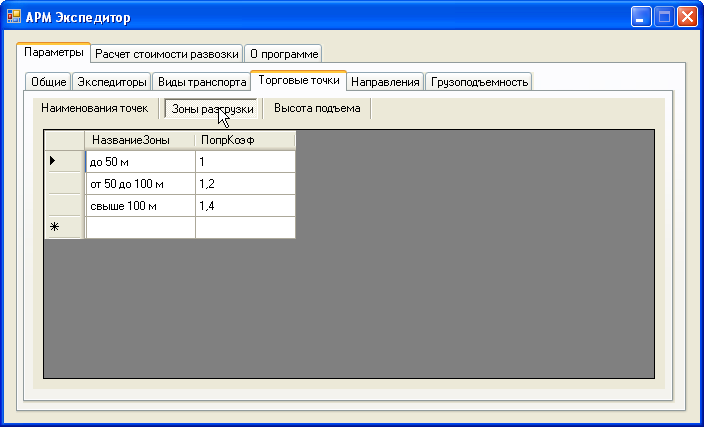 АРМ Экспедитор
Параметры Расчет стоимости развозки О программе
Общие Экспедиторы Виды транспорта Торговые точки Направления Грузоподъемность
Наименования точек Зоны разгрузки Высота подъема
НазваниеЗоны ПопрКоэф
до 50 м 1
от 50 до 100 м 1,2
свыше 100 м 1,4